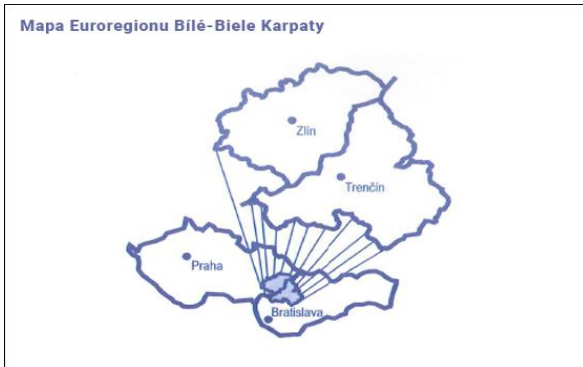 Mapa Euroregionu Bílé-Biele Karpaty
Zlín
Trenčín
Praha
Bratislava